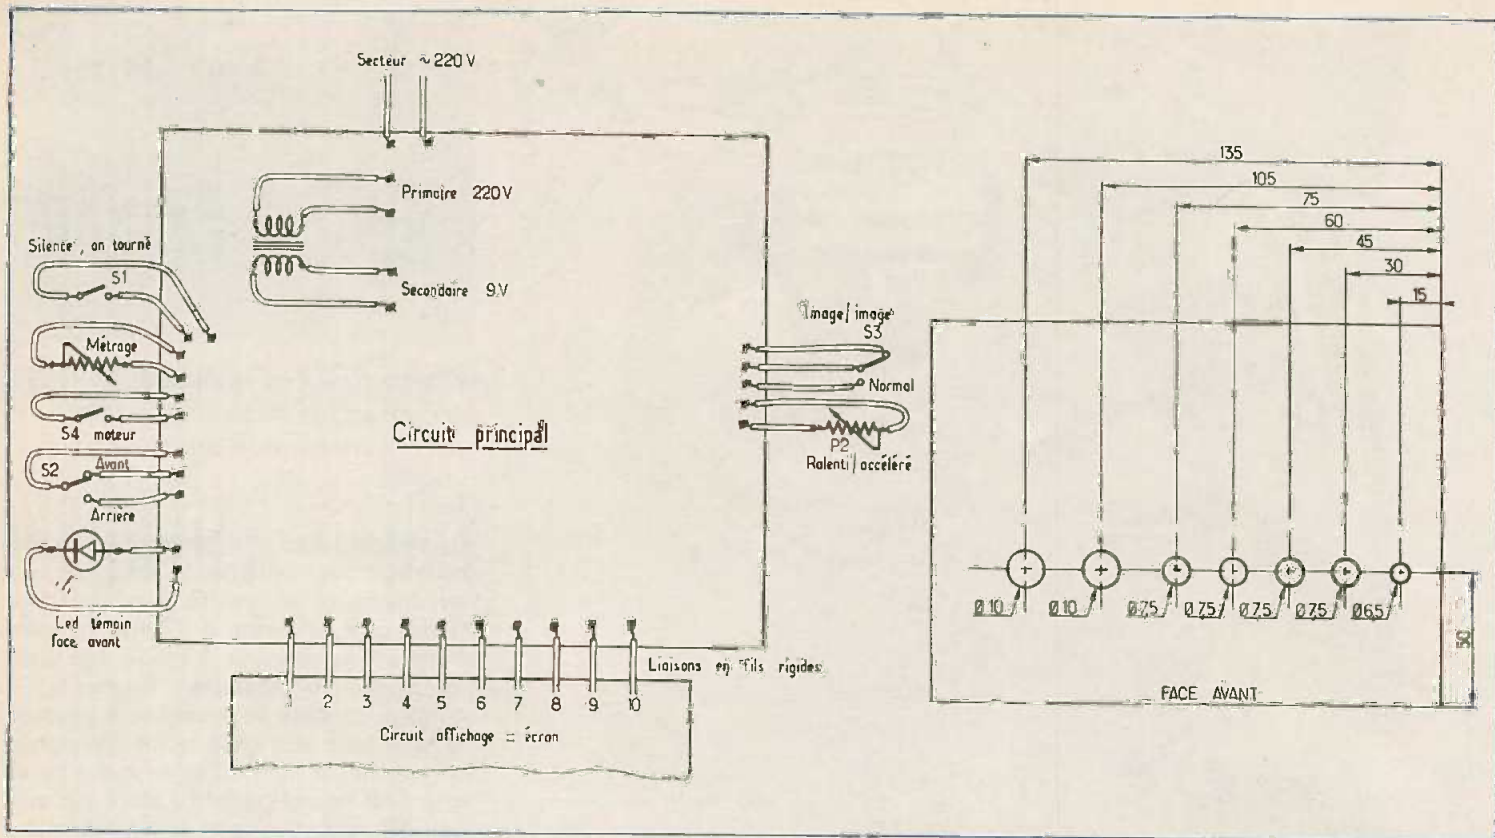 Secteur ~ 220 V
Primaire 220V
Secondaire 9V
Silence, on tourne
S1
Métrage
S4 moteur
S2
Avant
Arrière
Led témoin
face avant
Circuit principal
Image/image
S3
Normal
P2
Ralenti/accéléré
Liaisons en fils rigides
1 2 3 4 5 6 7 8 9 10
Circuit affichage = écran
135
105
75
60
45
30
15
Ø10 Ø10 Ø7,5 Ø7,5 Ø7,5 Ø7,5 Ø6,5
50
FACE AVANT